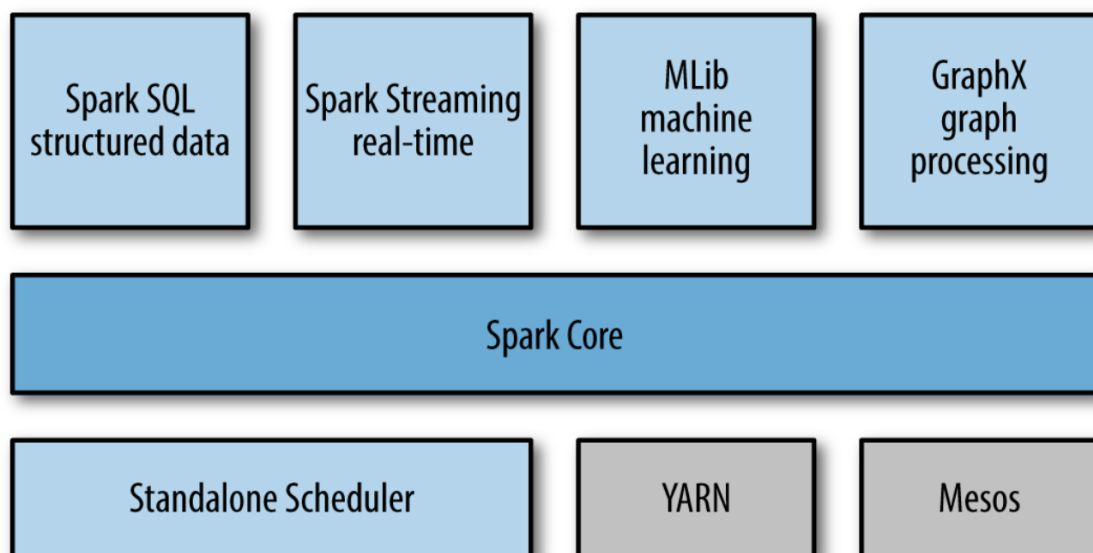 Spark SQL
structured data
Spark Streaming
real-time
MLib
machine
learning
GraphX
graph
processing
Spark Core
Standalone Scheduler
YARN
Mesos